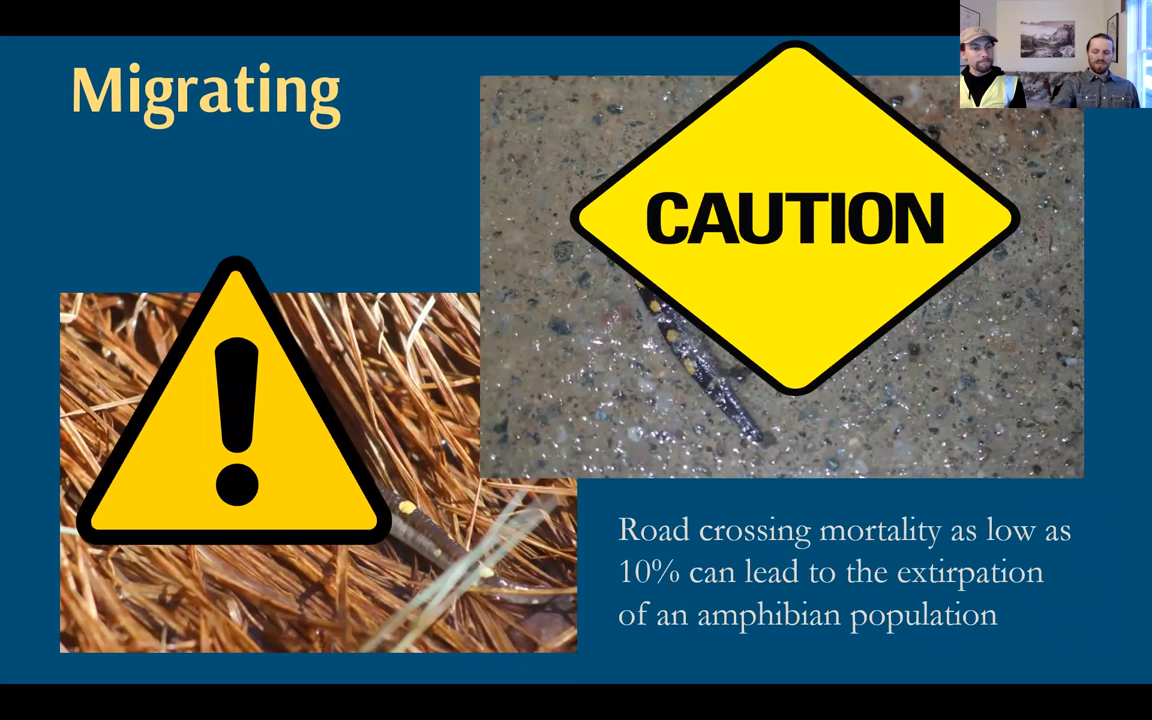 Migrating
CAUTION
!
Road crossing mortality as low as
10% can lead to the extirpation
of an amphibian population